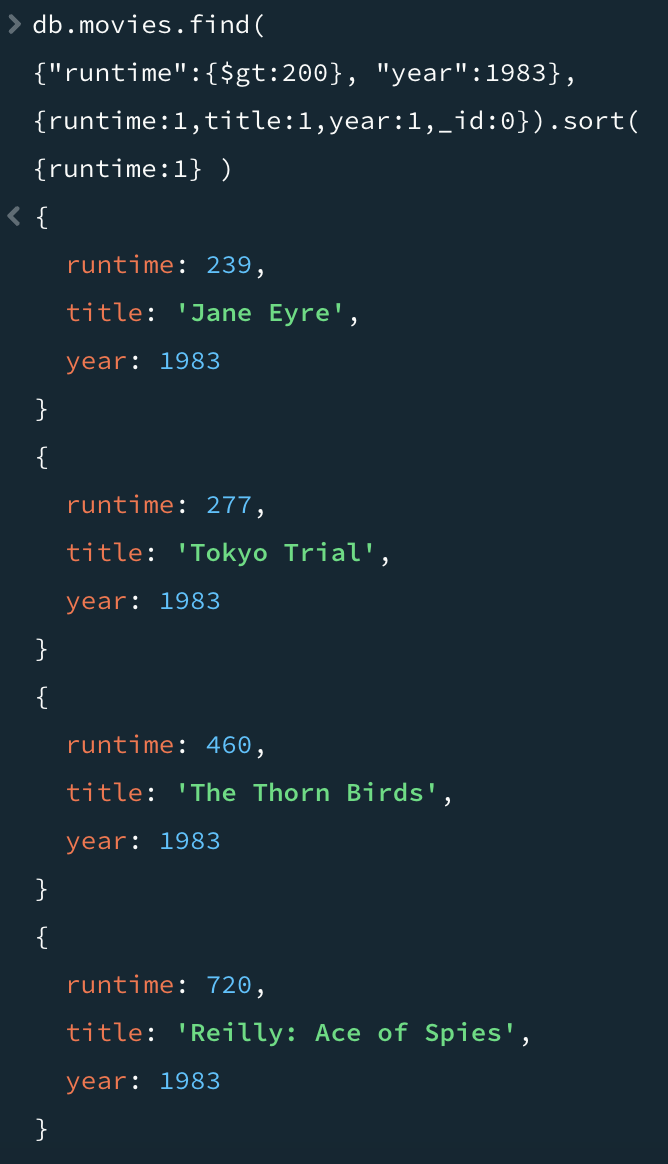 > db.movies.find(
{"runtime":{$gt:200}, "year":1983},
{runtime:1,title:1,year:1,_id:0}).sort(
{runtime:1} )
< {
runtime: 239,
title: 'Jane Eyre',
year: 1983
}
{
runtime: 277,
title: 'Tokyo Trial',
year: 1983
}
{
runtime: 460,
title: 'The Thorn Birds',
year: 1983
}
{
runtime: 720,
title: 'Reilly: Ace of Spies',
year: 1983
}